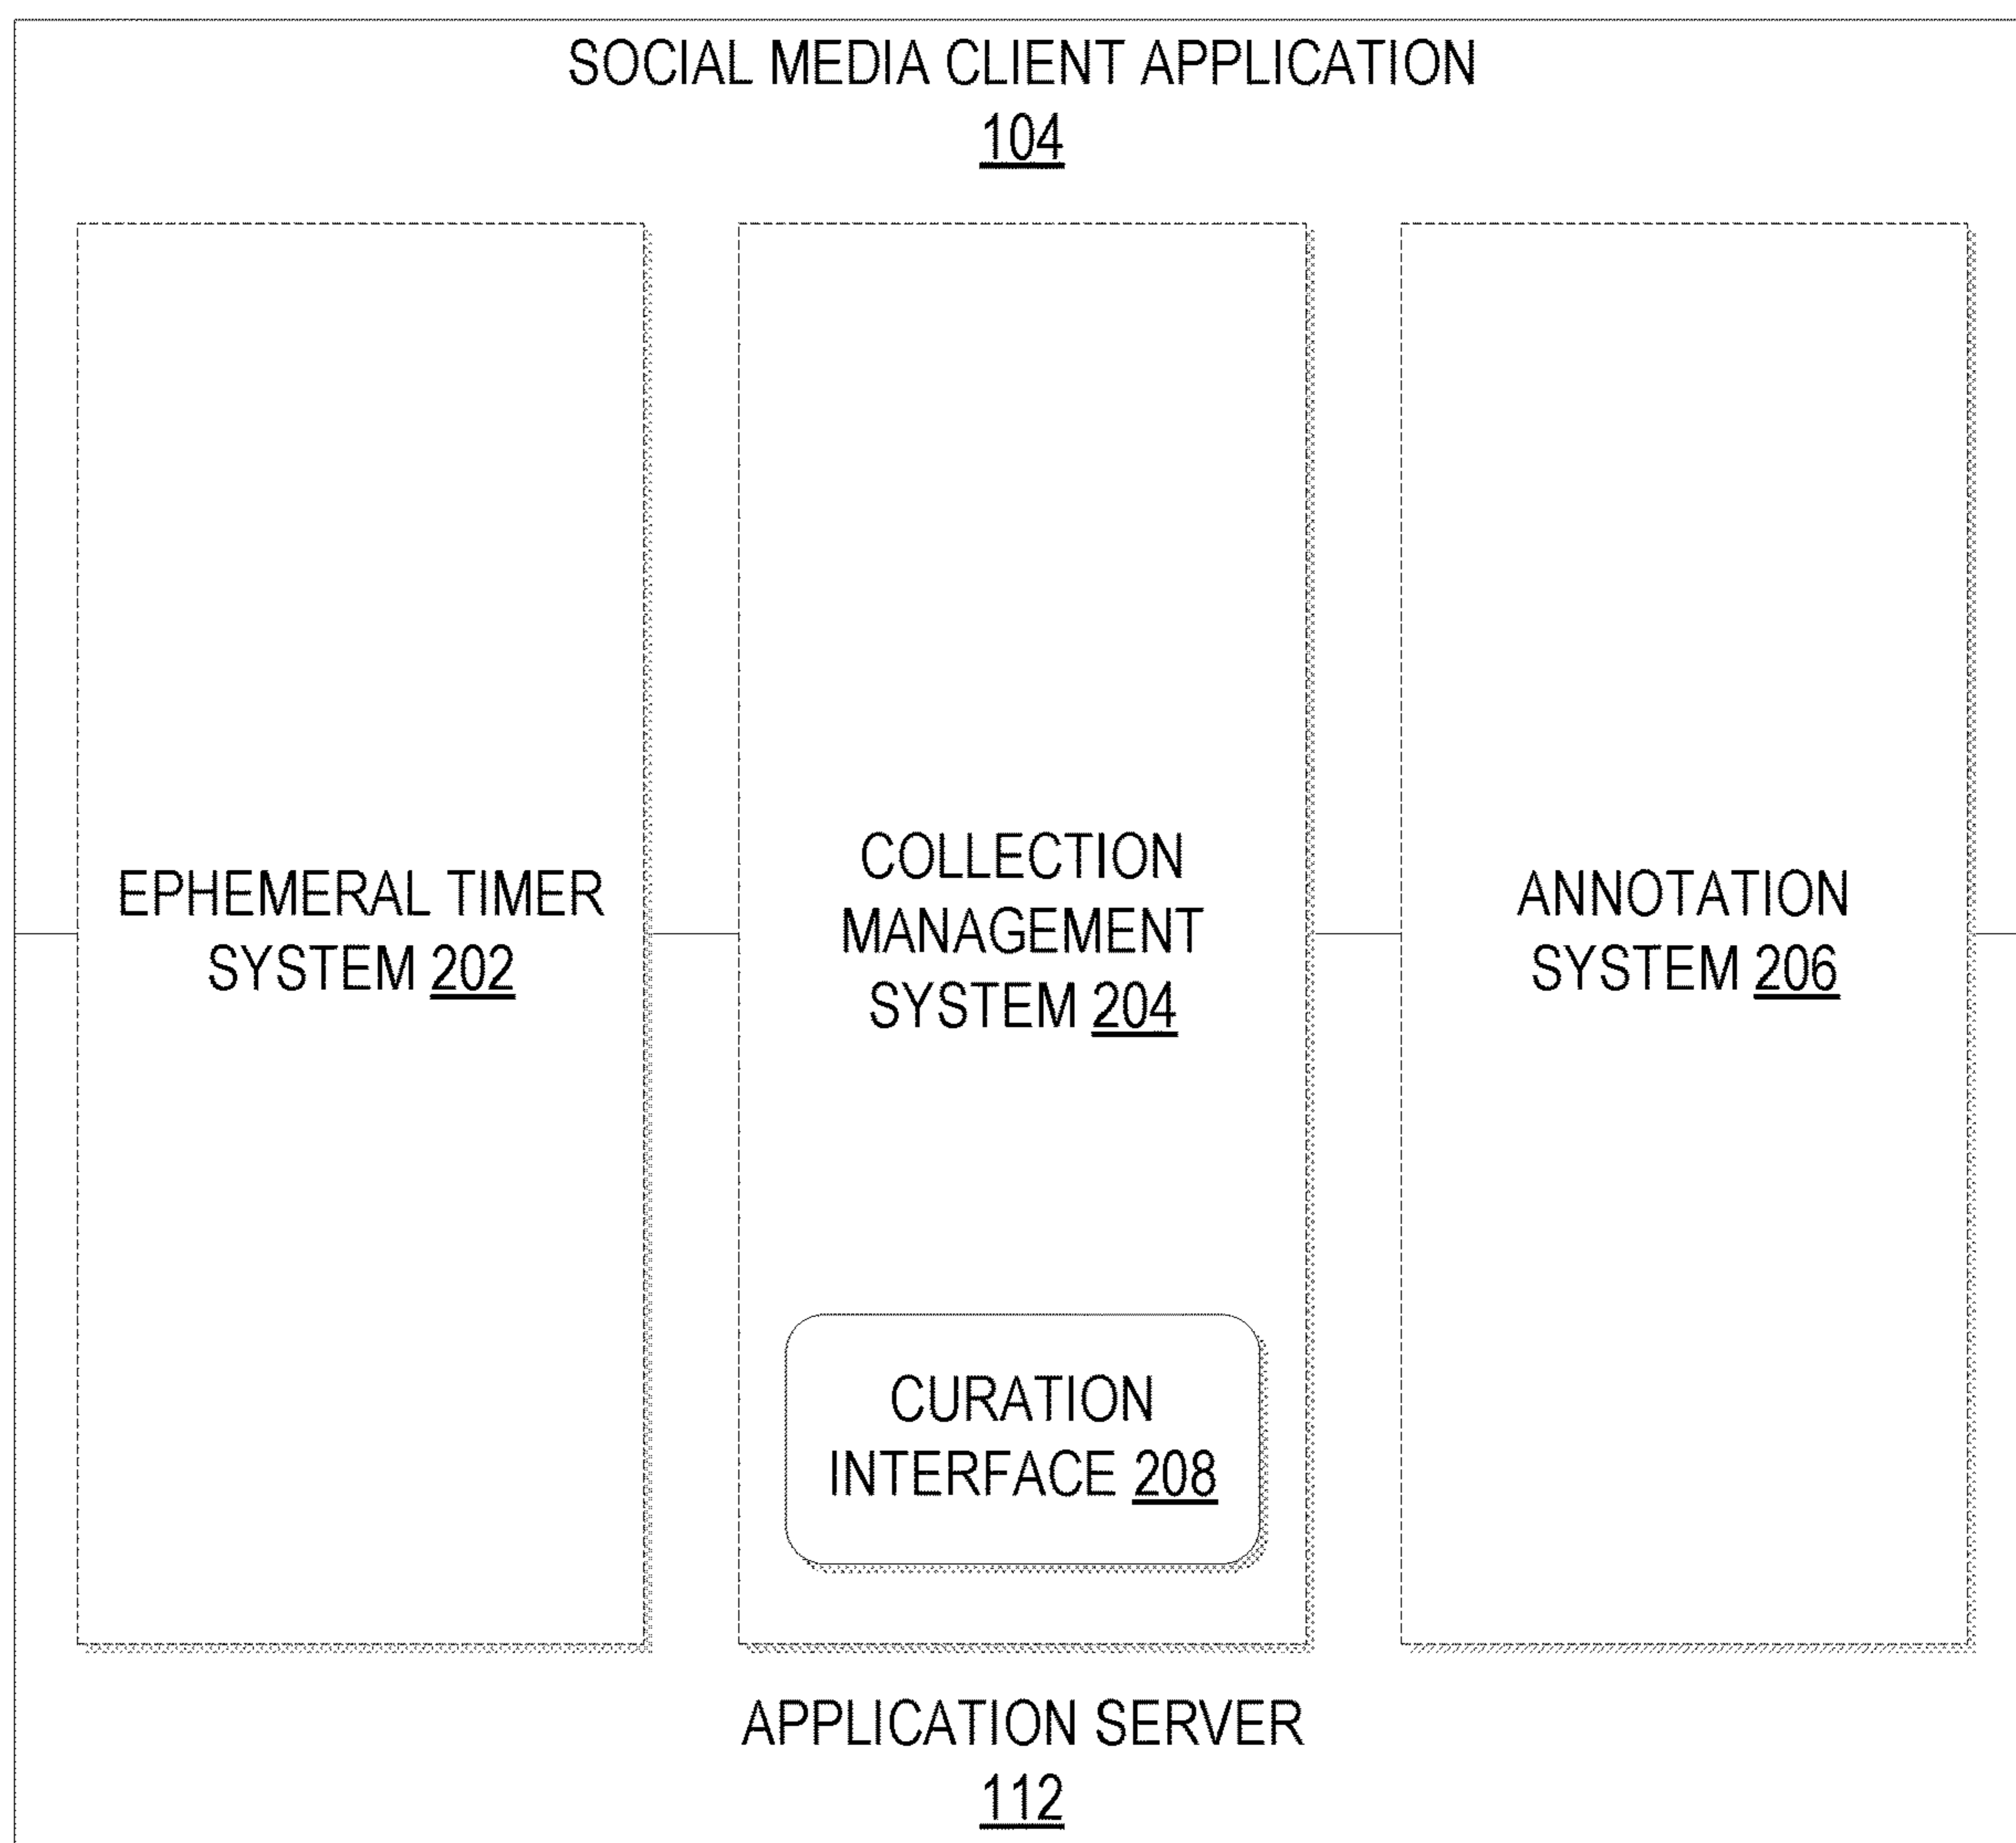 SOCIAL MEDIA CLIENT APPLICATION
104
EPHEMERAL TIMER
SYSTEM 202
COLLECTION
MANAGEMENT
SYSTEM 204
ANNOTATION
SYSTEM 206
CURATION
INTERFACE 208
APPLICATION SERVER
112